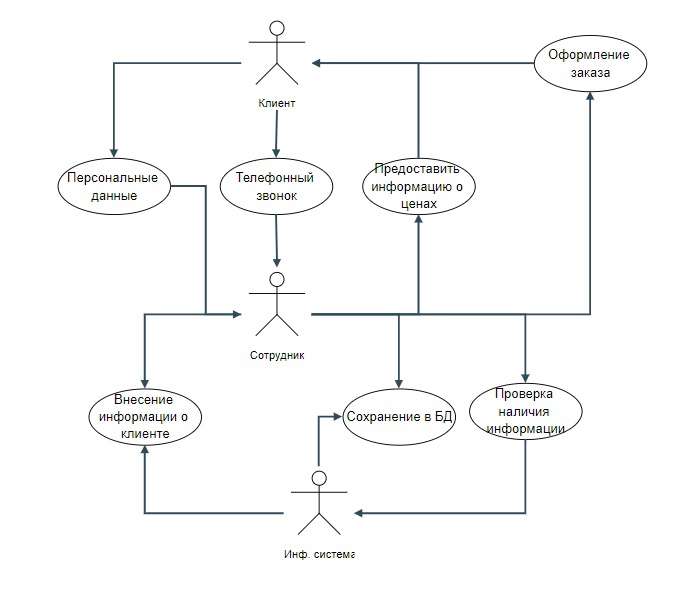 Оформление
заказа
Клиент
Персональные
данные
Телефонный
звонок
Предоставить
информацию о
ценах
Сотрудник
Внесение
информации о
клиенте
Сохранение в БД
Проверка
наличия
информации
Инф. система